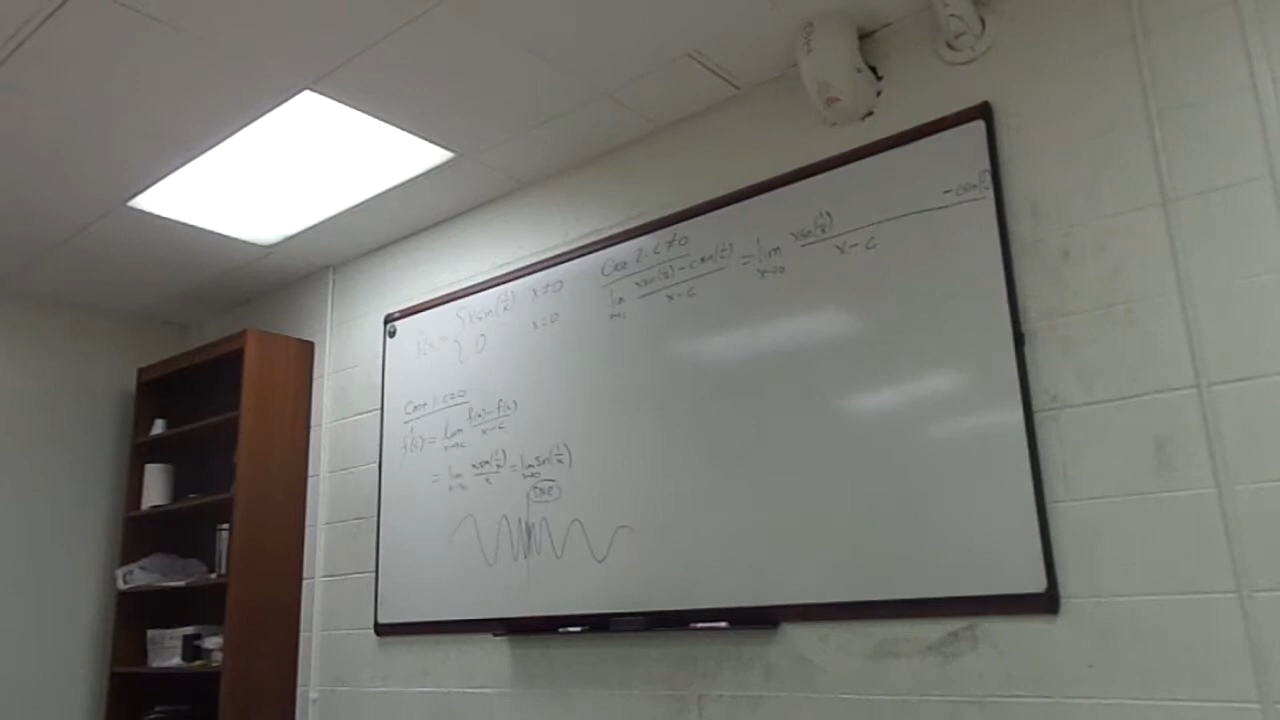 f(x) = { x sin(1/x) x≠0
0 x=0
Case 1: c=0
f'(c) = lim x→c f(x)-f(c) / x-c
= lim x→0 x sin(1/x) / x = lim x→0 sin(1/x)
DNE
Case 2: c≠0
lim x→c x sin(1/x) - c sin(1/c) / x-c = lim x→0 x sin(1/x) - c sin( / x-c